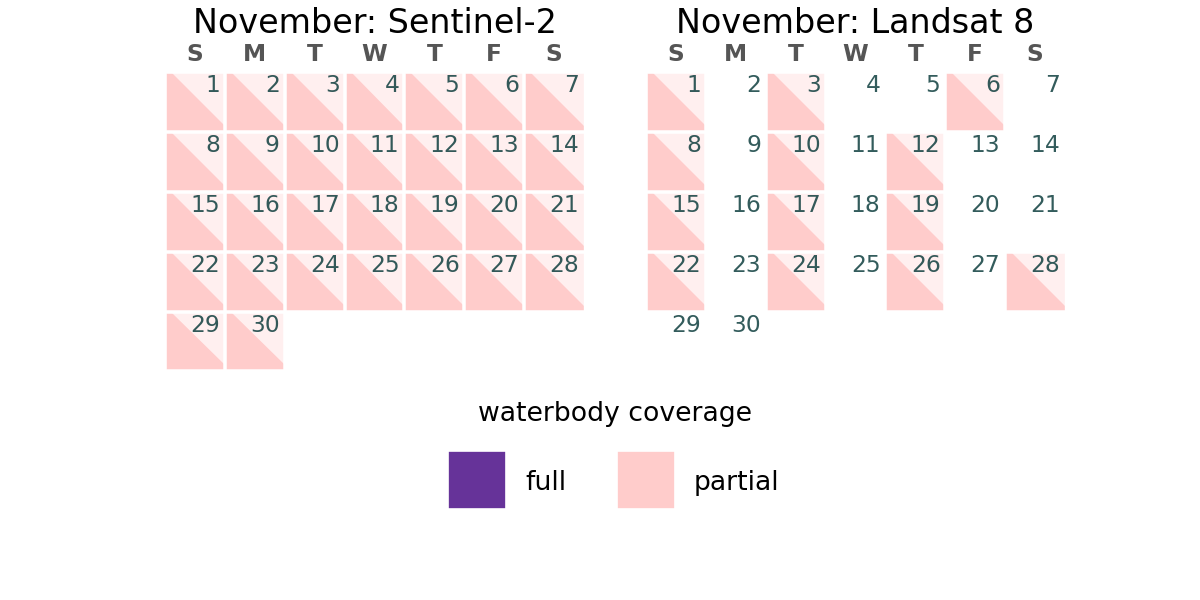 November: Sentinel-2
S M T W T F S
1 2 3 4 5 6 7
8 9 10 11 12 13 14
15 16 17 18 19 20 21
22 23 24 25 26 27 28
29 30
November: Landsat 8
S M T W T F S
1 2 3 4 5 6 7
8 9 10 11 12 13 14
15 16 17 18 19 20 21
22 23 24 25 26 27 28
29 30
waterbody coverage
full partial